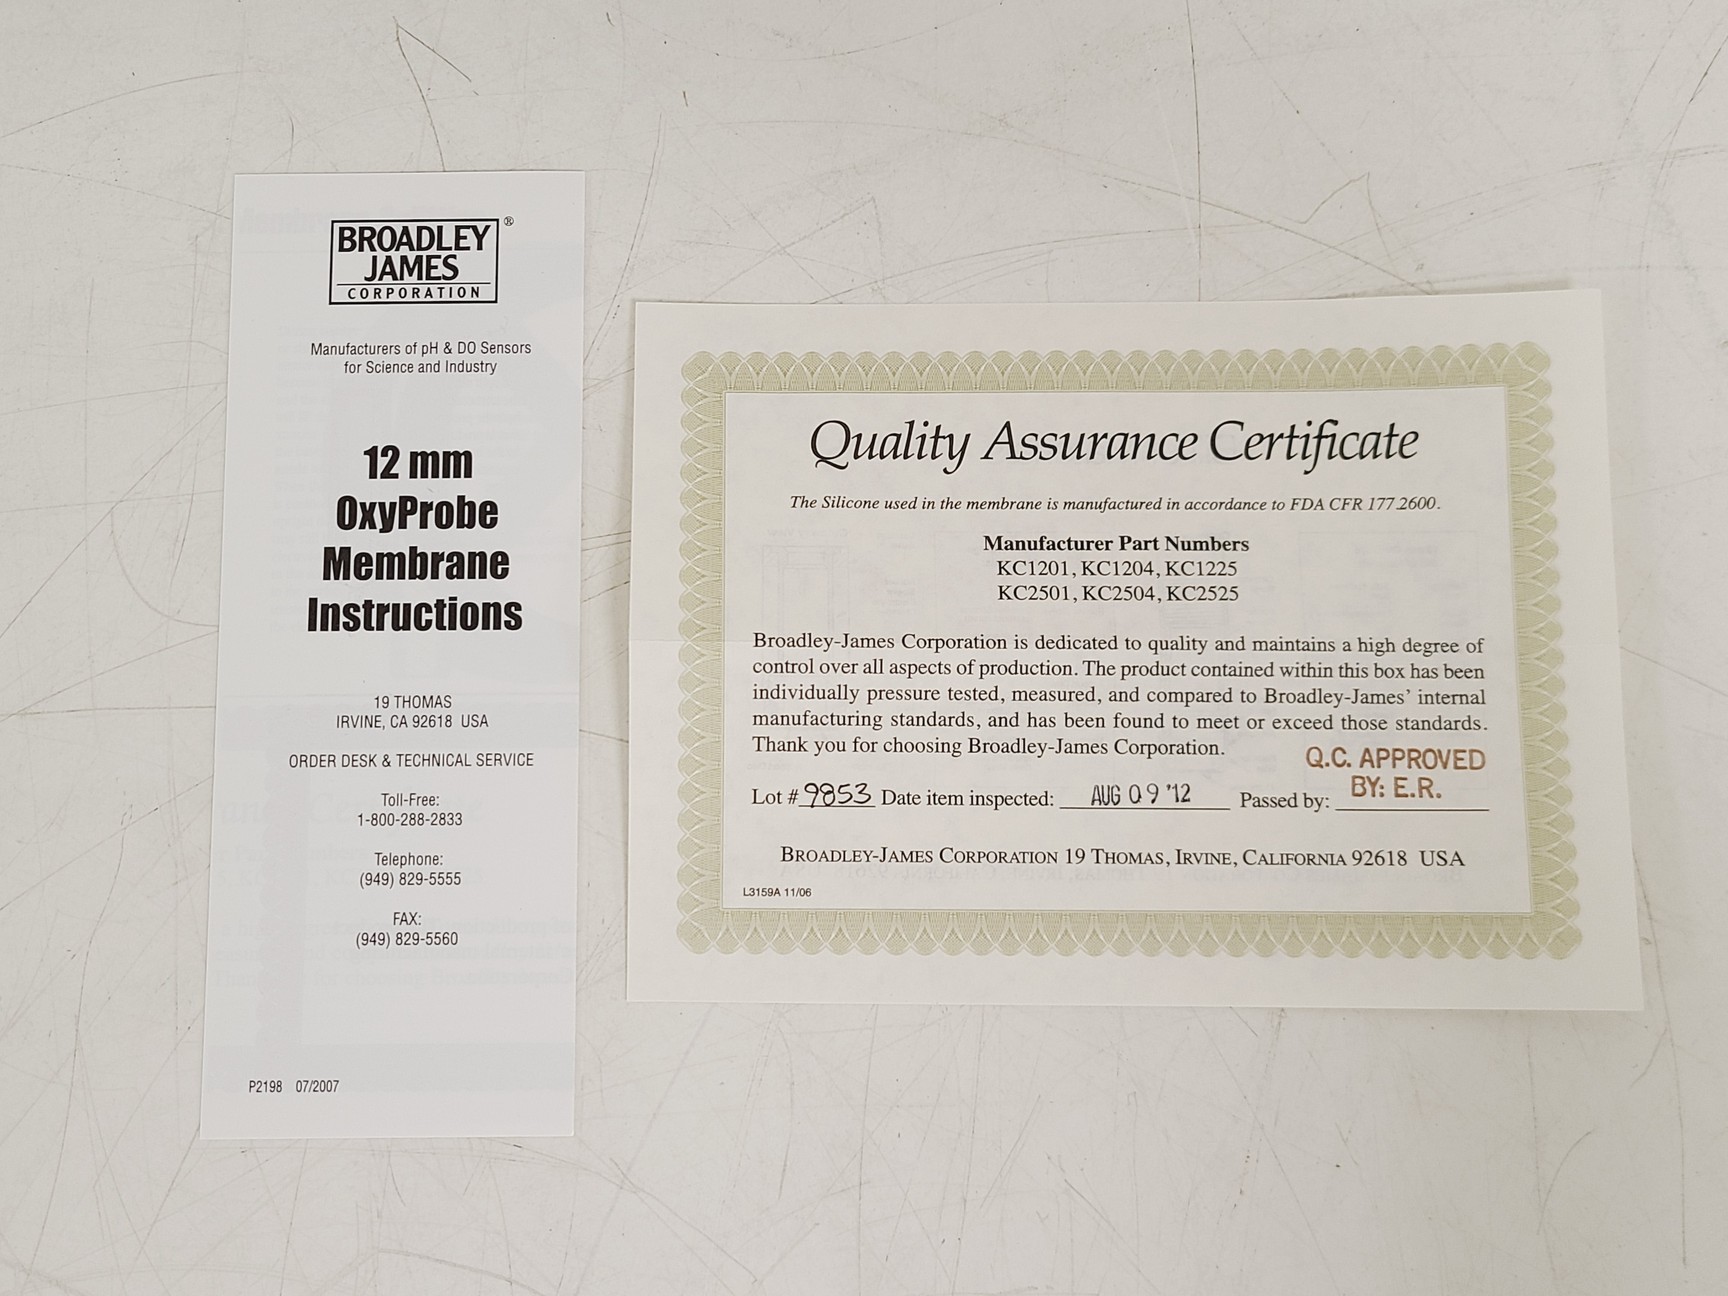 BROADLEY ®
JAMES
CORPORATION
Manufacturers of pH & DO Sensors
for Science and Industry
12 mm
OxyProbe
Membrane
Instructions
19 THOMAS
IRVINE, CA 92618 USA
ORDER DESK & TECHNICAL SERVICE
Toll-Free:
1-800-288-2833
Telephone:
(949) 829-5555
FAX:
(949) 829-5560
P2198 07/2007
Quality Assurance Certificate
The Silicone used in the membrane is manufactured in accordance to FDA CFR 177.2600.
Manufacturer Part Numbers
KC1201, KC1204, KC1225
KC2501, KC2504, KC2525
Broadley-James Corporation is dedicated to quality and maintains a high degree of
control over all aspects of production. The product contained within this box has been
individually pressure tested, measured, and compared to Broadley-James' internal
manufacturing standards, and has been found to meet or exceed those standards.
Thank you for choosing Broadley-James Corporation.
Q.C. APPROVED
BY: E.R.
Lot # 9853 Date item inspected: AUG 09 '12 Passed by:
BROADLEY-JAMES CORPORATION 19 THOMAS, IRVINE, CALIFORNIA 92618 USA
L3159A 11/06